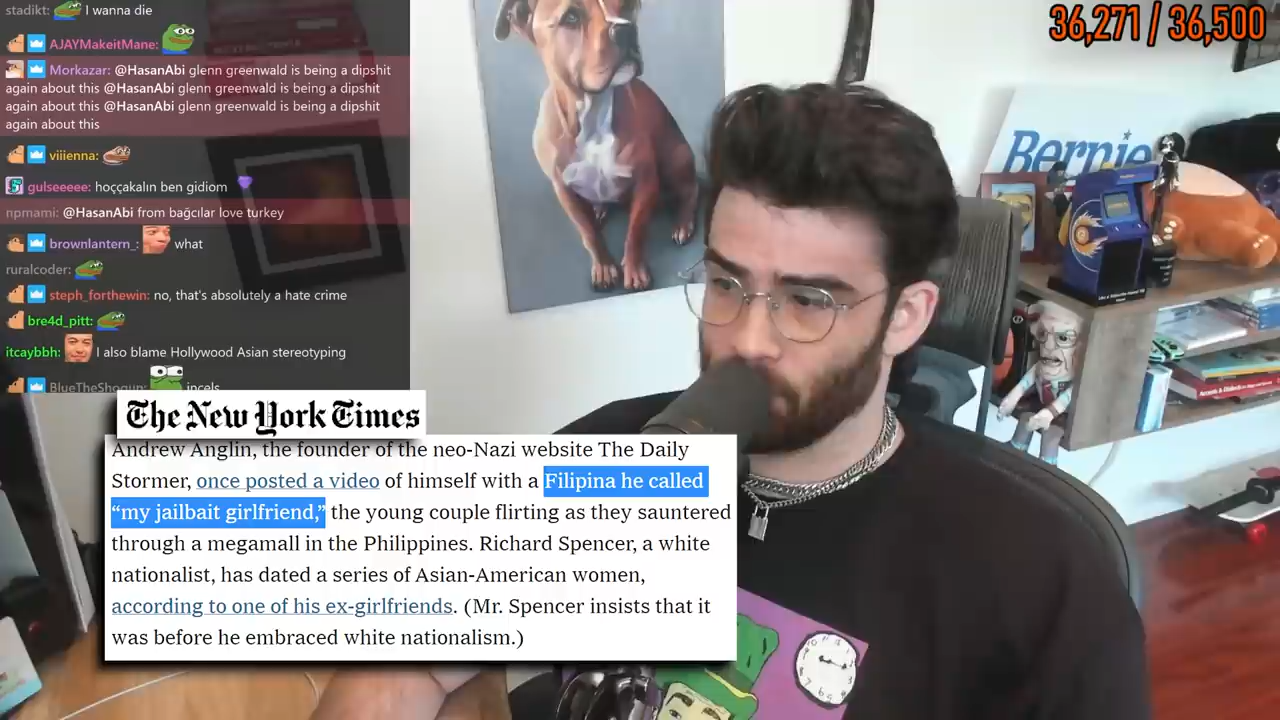 stadikt: I wanna die
AJAYMakeitMane:
Morkazar: @HasanAbi glenn greenwald is being a dipshit
again about this @HasanAbi glenn greenwald is being a dipshit
again about this @HasanAbi glenn greenwald is being a dipshit
again about this
viiienna:
gulseeeee: hoççakalın ben gidiom
npmami: @HasanAbi from bağcılar love turkey
brownlantern_: what
ruralcoder:
steph_forthewin: no, that's absolutely a hate crime
bre4d_pitt:
itcaybbh: I also blame Hollywood Asian stereotyping
BlueTheShogun: incels
36,271 / 36,500
Bernie
The New York Times
Andrew Anglin, the founder of the neo-Nazi website The Daily
Stormer, once posted a video of himself with a Filipina he called
“my jailbait girlfriend,” the young couple flirting as they sauntered
through a megamall in the Philippines. Richard Spencer, a white
nationalist, has dated a series of Asian-American women,
according to one of his ex-girlfriends. (Mr. Spencer insists that it
was before he embraced white nationalism.)